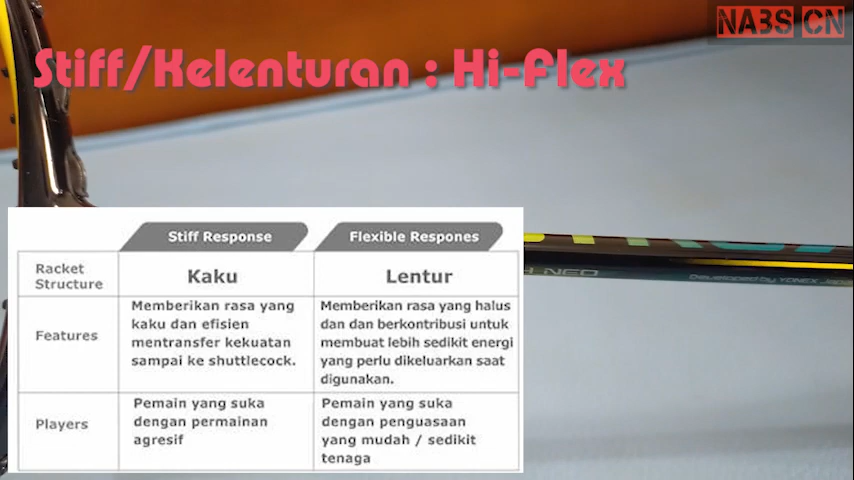 NABS CN
Stiff/Kelenturan : Hi-Flex
Stiff Response
Flexible Respones
Racket
Structure
Kaku
Lentur
Features
Memberikan rasa yang
kaku dan efisien
mentransfer kekuatan
sampai ke shuttlecock.
Memberikan rasa yang halus
dan dan berkontribusi untuk
membuat lebih sedikit energi
yang perlu dikeluarkan saat
digunakan.
Players
Pemain yang suka
dengan permainan
agresif
Pemain yang suka
dengan penguasaan
yang mudah / sedikit
tenaga
NEO
Developed by YONEX